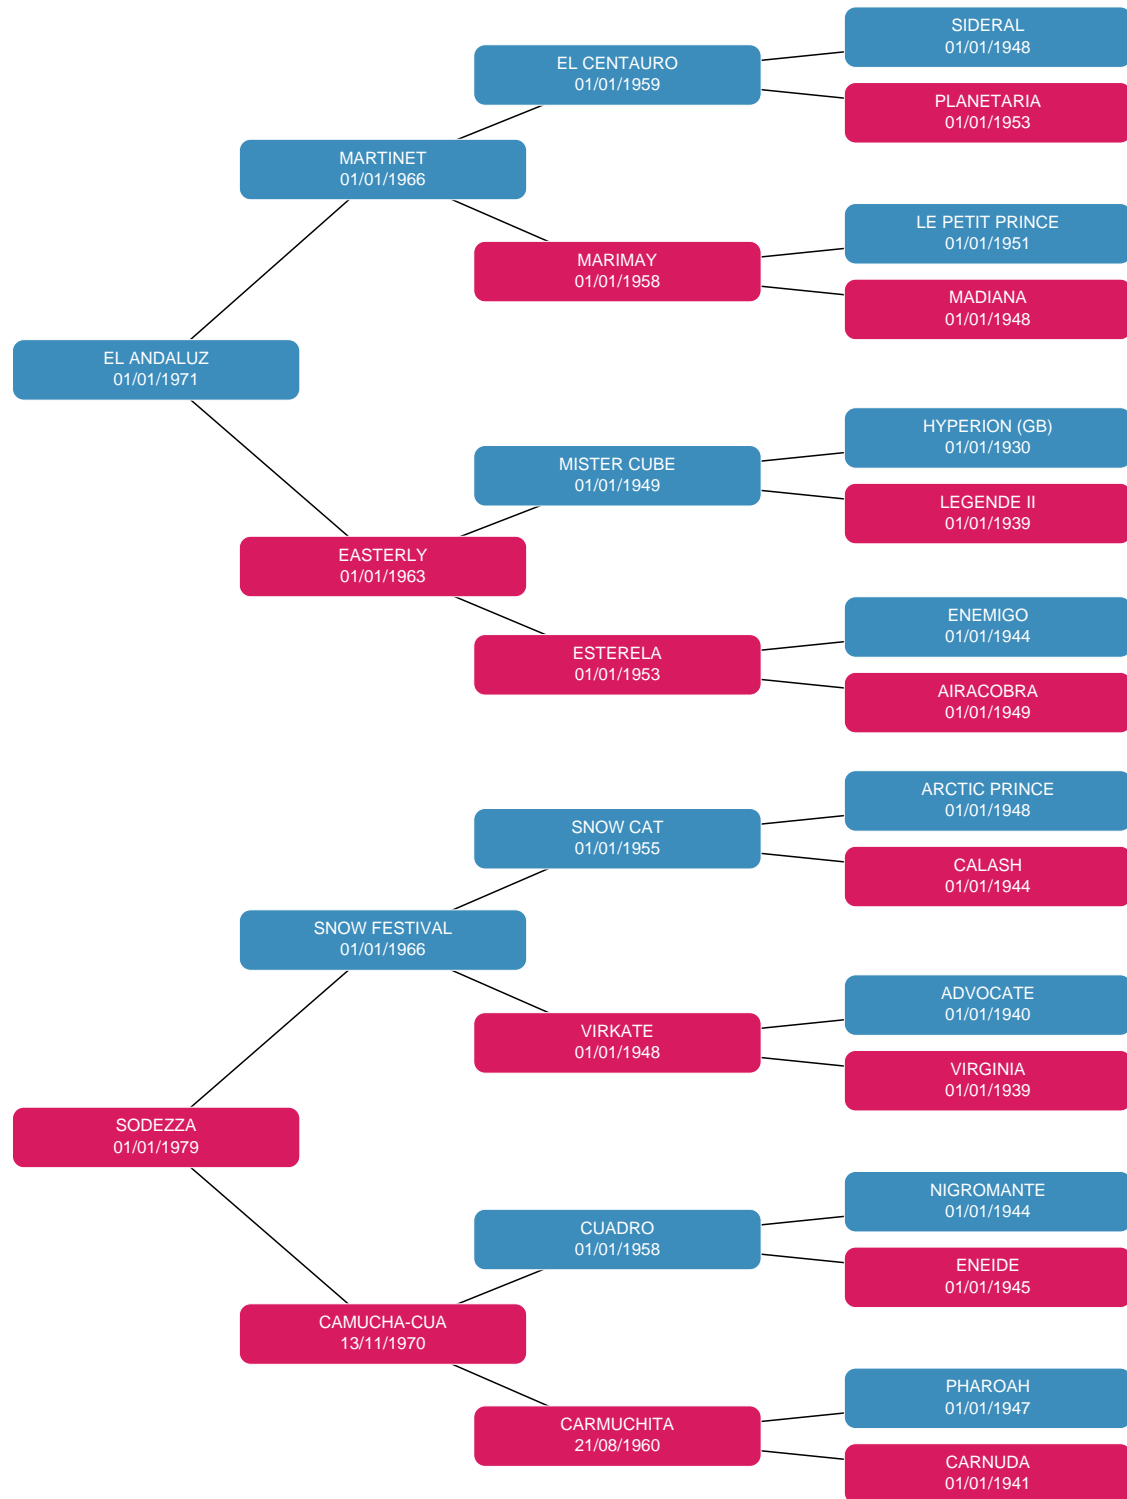 SIDERAL
01/01/1948
EL CENTAURO
01/01/1959
PLANETARIA
01/01/1953
MARTINET
01/01/1966
LE PETIT PRINCE
01/01/1951
MARIMAY
01/01/1958
MADIANA
01/01/1948
EL ANDALUZ
01/01/1971
HYPERION (GB)
01/01/1930
MISTER CUBE
01/01/1949
LEGENDE II
01/01/1939
EASTERLY
01/01/1963
ENEMIGO
01/01/1944
ESTERELA
01/01/1953
AIRACOBRA
01/01/1949
ARCTIC PRINCE
01/01/1948
SNOW CAT
01/01/1955
CALASH
01/01/1944
SNOW FESTIVAL
01/01/1966
ADVOCATE
01/01/1940
VIRKATE
01/01/1948
VIRGINIA
01/01/1939
SODEZZA
01/01/1979
NIGROMANTE
01/01/1944
CUADRO
01/01/1958
ENEIDE
01/01/1945
CAMUCHA-CUA
13/11/1970
PHAROAH
01/01/1947
CARMUCHITA
21/08/1960
CARNUDA
01/01/1941